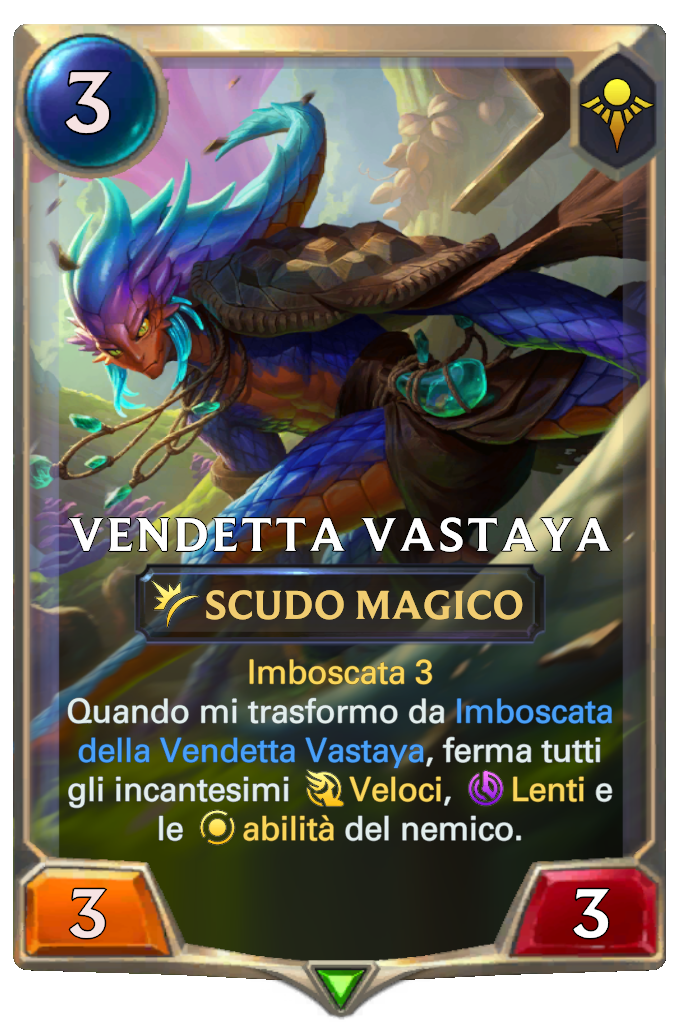 3
VENDETTA VASTAYA
SCUDO MAGICO
Imboscata 3
Quando mi trasformo da Imboscata
della Vendetta Vastaya, ferma tutti
gli incantesimi Veloci, Lenti e
le abilità del nemico.
3
3